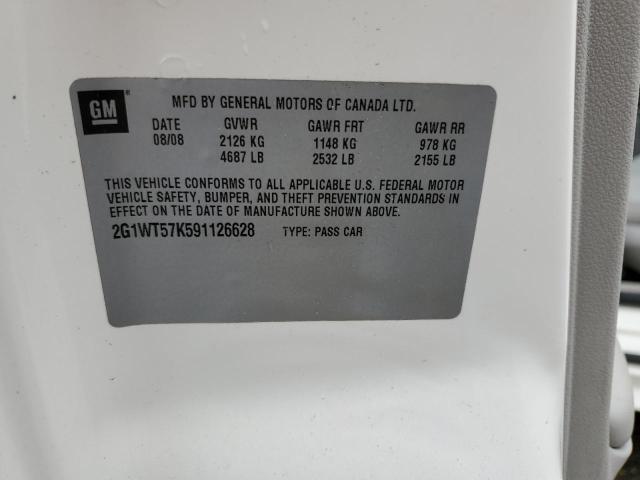 GM ® MFD BY GENERAL MOTORS OF CANADA LTD.
DATE GVWR GAWR FRT GAWR RR
08/08 2126 KG 1148 KG 978 KG
4687 LB 2532 LB 2155 LB
THIS VEHICLE CONFORMS TO ALL APPLICABLE U.S. FEDERAL MOTOR
VEHICLE SAFETY, BUMPER, AND THEFT PREVENTION STANDARDS IN
EFFECT ON THE DATE OF MANUFACTURE SHOWN ABOVE.
2G1WT57K591126628 TYPE: PASS CAR